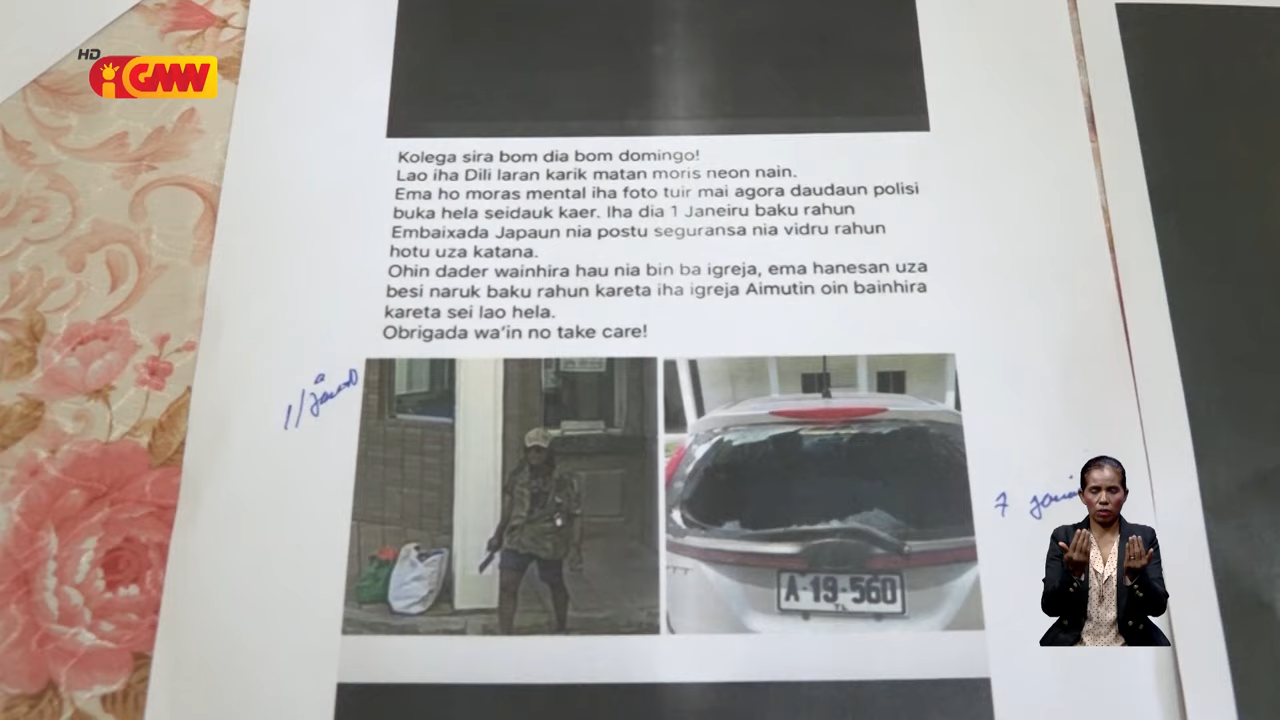 HD
GMN
Kolega sira bom dia bom domingo!
Lao iha Dili laran karik matan moris neon nain.
Ema ho moras mental iha foto tuir mai agora daudaun polisi
buka hela seidauk kaer. Iha dia 1 Janeiru baku rahun
Embaixada Japaun nia postu seguransa nia vidru rahun
hotu uza katana.
Ohin dader wainhira hau nia bin ba igreja, ema hanesan uza
besi naruk baku rahun kareta iha igreja Aimutin oin bainhira
kareta sei lao hela.
Obrigada wa'in no take care!
A-19-560
TL
7